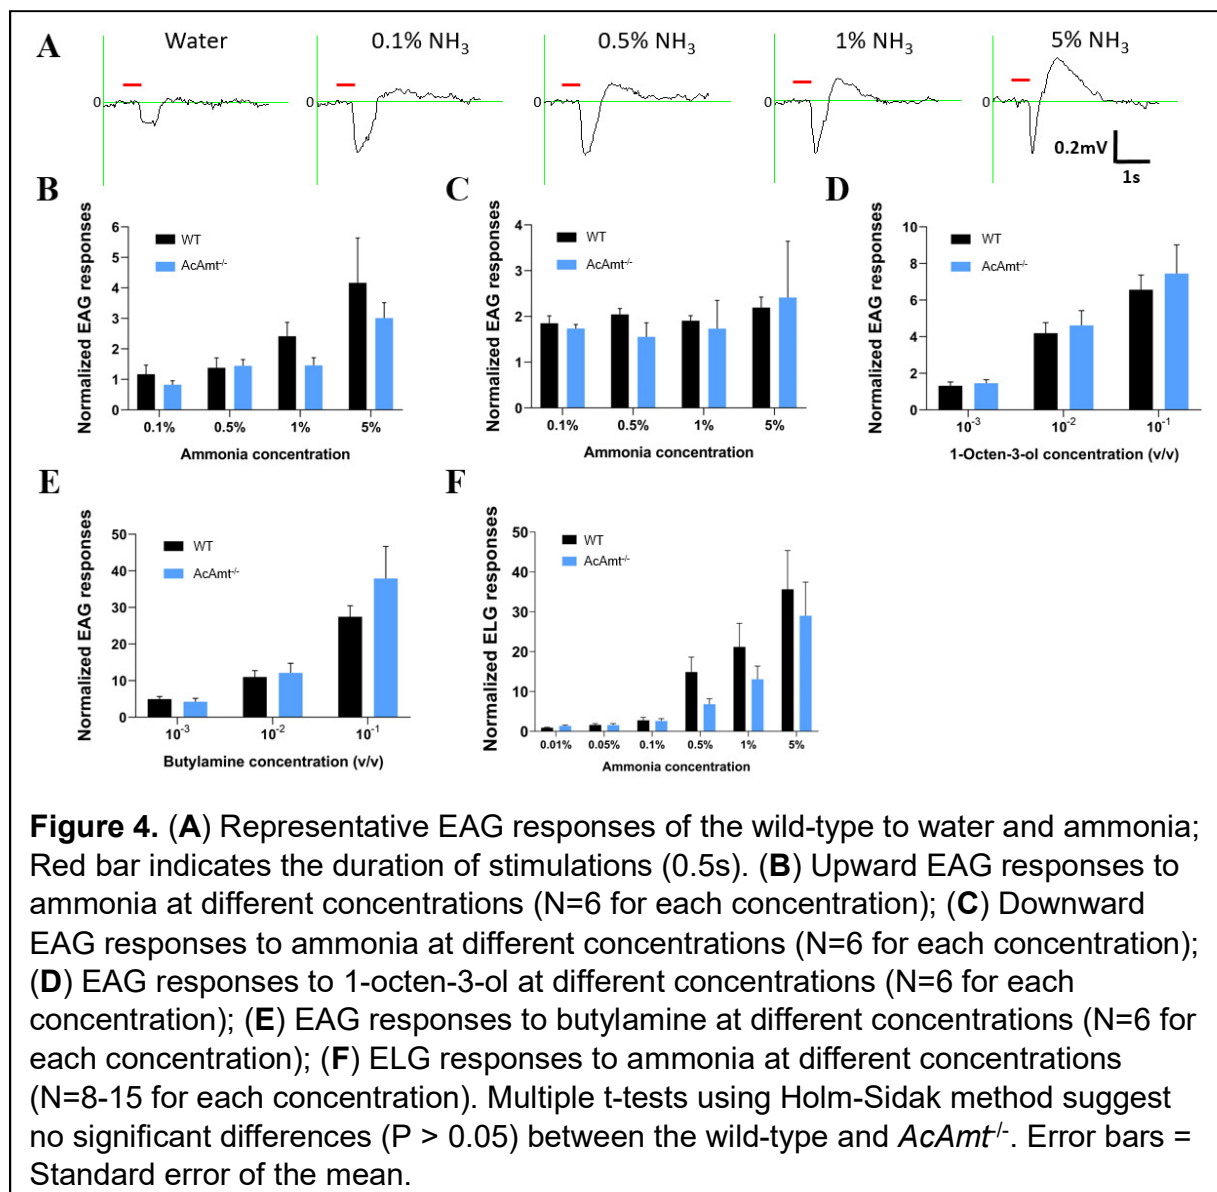 A
Water
0.1% NH3
0.5% NH3
1% NH3
5% NH3
0
0
0
0
0
0.2mV
1s
B
Normalized EAG responses
6
5
4
3
2
1
0
WT
AcAmt-/-
0.1%
0.5%
1%
5%
Ammonia concentration
C
Normalized EAG responses
4
3
2
1
0
WT
AcAmt-/-
0.1%
0.5%
1%
5%
Ammonia concentration
D
Normalized EAG responses
10
8
6
4
2
0
WT
AcAmt-/-
10-3
10-2
10-1
1-Octen-3-ol concentration (v/v)
E
Normalized EAG responses
50
40
30
20
10
0
WT
AcAmt-/-
10-3
10-2
10-1
Butylamine concentration (v/v)
F
Normalized ELG responses
50
40
30
20
10
0
WT
AcAmt-/-
0.01%
0.05%
0.1%
0.5%
1%
5%
Ammonia concentration
Figure 4. (A) Representative EAG responses of the wild-type to water and ammonia;
Red bar indicates the duration of stimulations (0.5s). (B) Upward EAG responses to
ammonia at different concentrations (N=6 for each concentration); (C) Downward
EAG responses to ammonia at different concentrations (N=6 for each concentration);
(D) EAG responses to 1-octen-3-ol at different concentrations (N=6 for each
concentration); (E) EAG responses to butylamine at different concentrations (N=6 for
each concentration); (F) ELG responses to ammonia at different concentrations
(N=8-15 for each concentration). Multiple t-tests using Holm-Sidak method suggest
no significant differences (P > 0.05) between the wild-type and AcAmt-/-. Error bars =
Standard error of the mean.